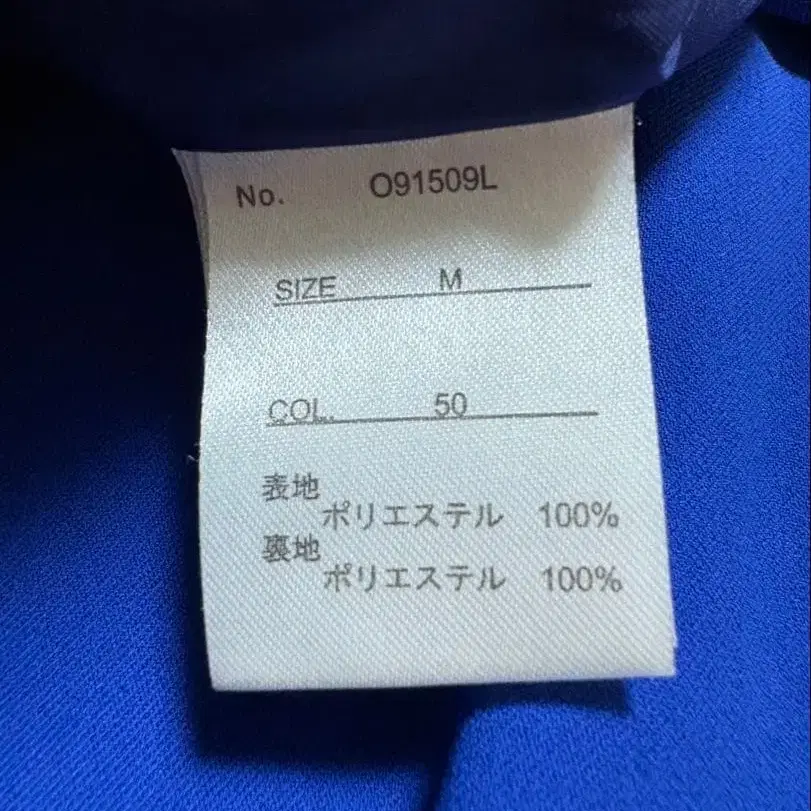 No. O91509L
SIZE M
COL. 50
表地
ポリエステル 100%
裏地
ポリエステル 100%